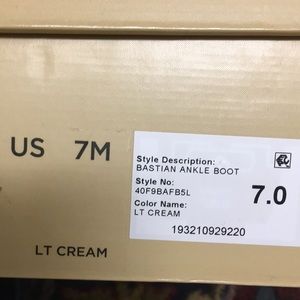 US 7M
Style Description:
BASTIAN ANKLE BOOT
Style No:
40F9BAFB5L
7.0
Color Name:
LT CREAM
193210929220
LT CREAM